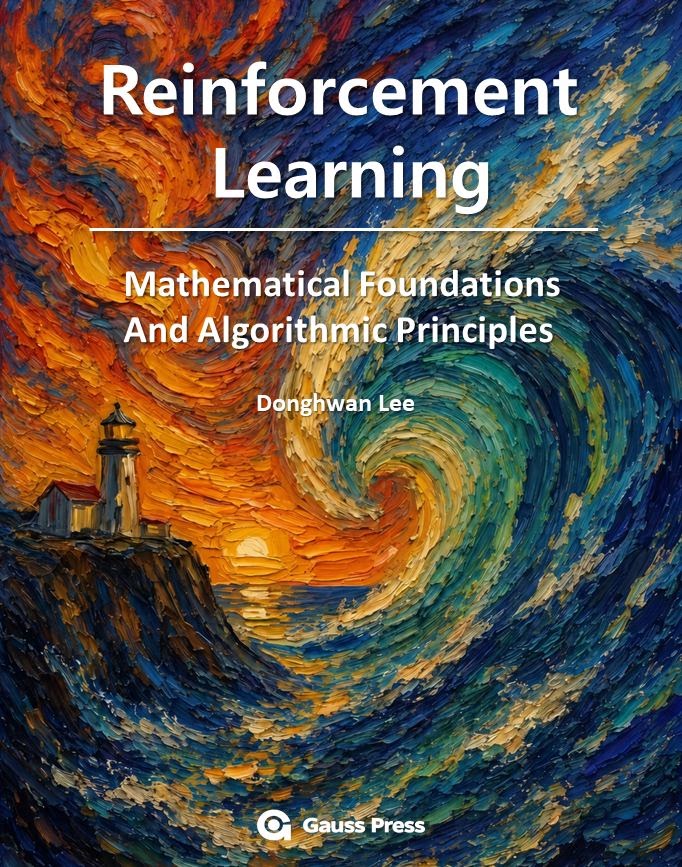 Reinforcement
Learning
Mathematical Foundations
And Algorithmic Principles
Donghwan Lee
Gauss Press